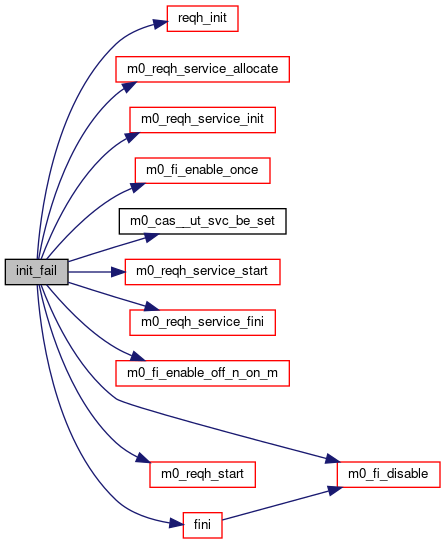 reqh_init
m0_reqh_service_allocate
m0_reqh_service_init
m0_fi_enable_once
m0_cas__ut_svc_be_set
init_fail
m0_reqh_service_start
m0_reqh_service_fini
m0_fi_enable_off_n_on_m
m0_reqh_start
m0_fi_disable
fini